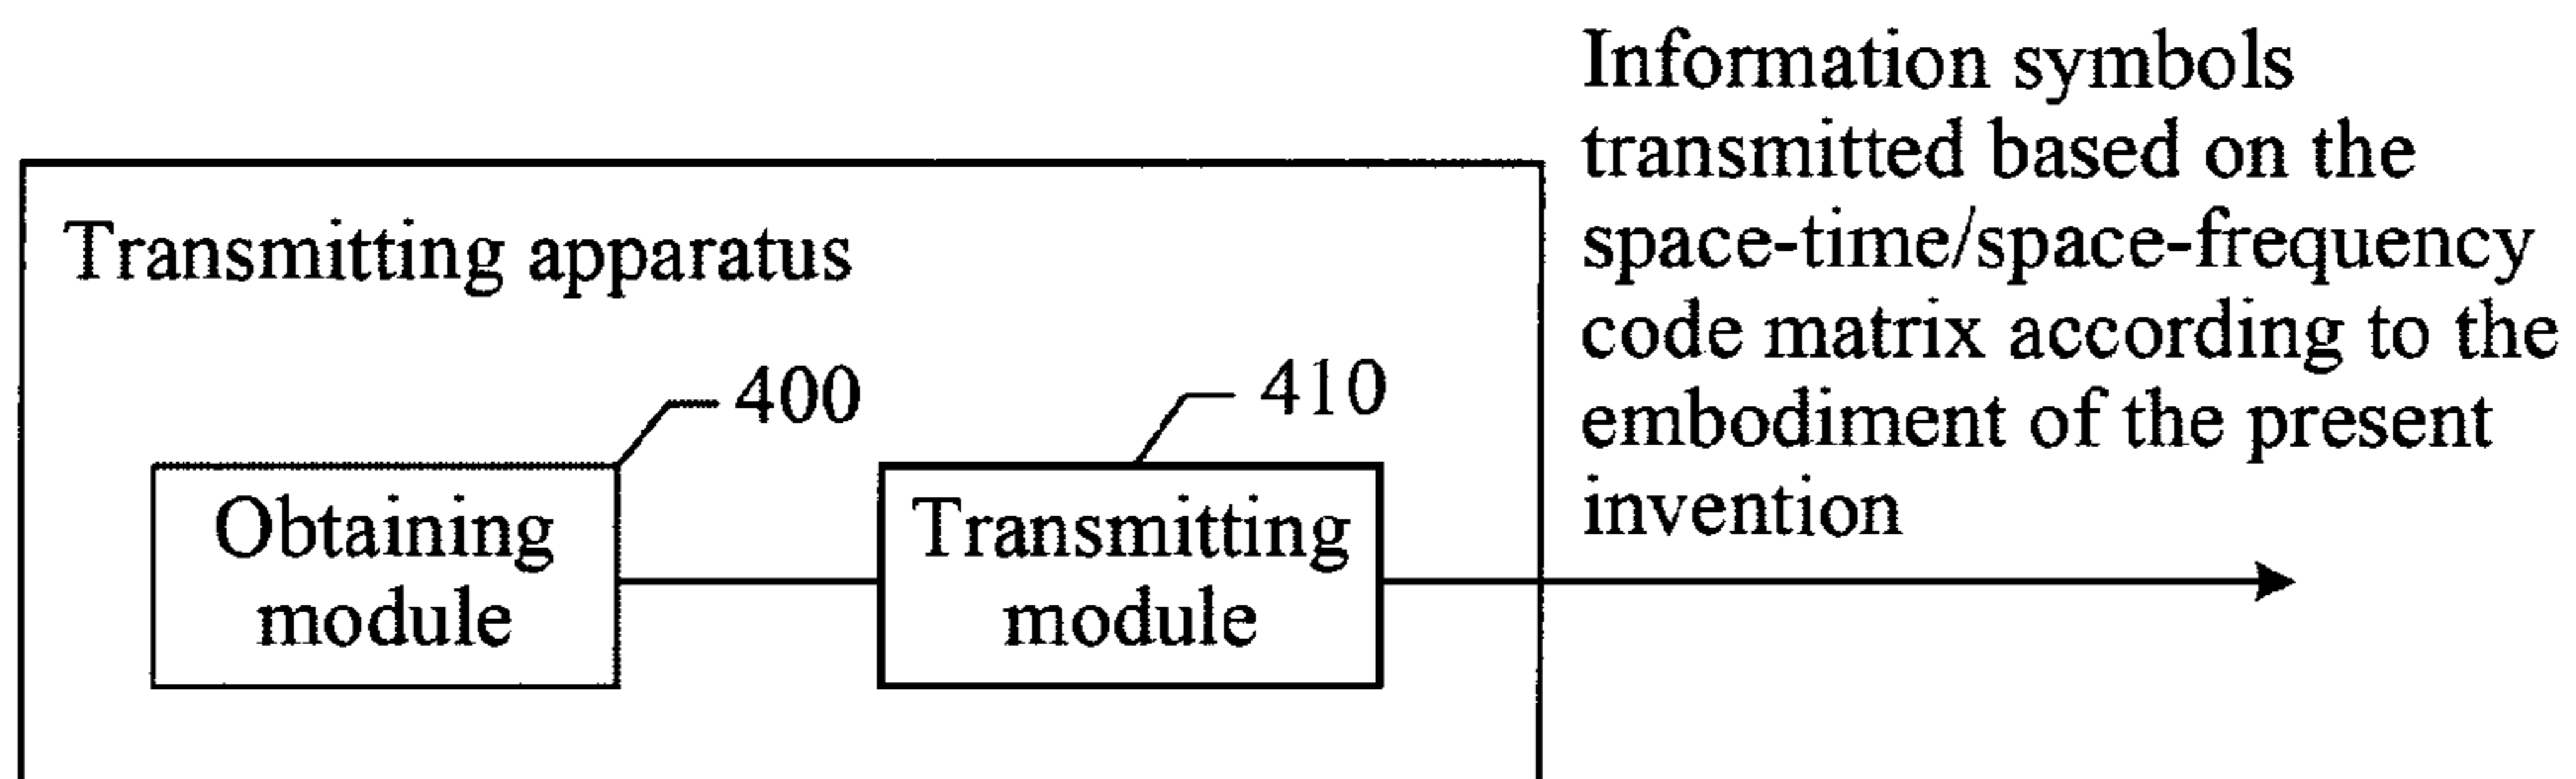 Information symbols
transmitted based on the
space-time/space-frequency
code matrix according to the
embodiment of the present
invention
Transmitting apparatus
400
410
Obtaining
module
Transmitting
module